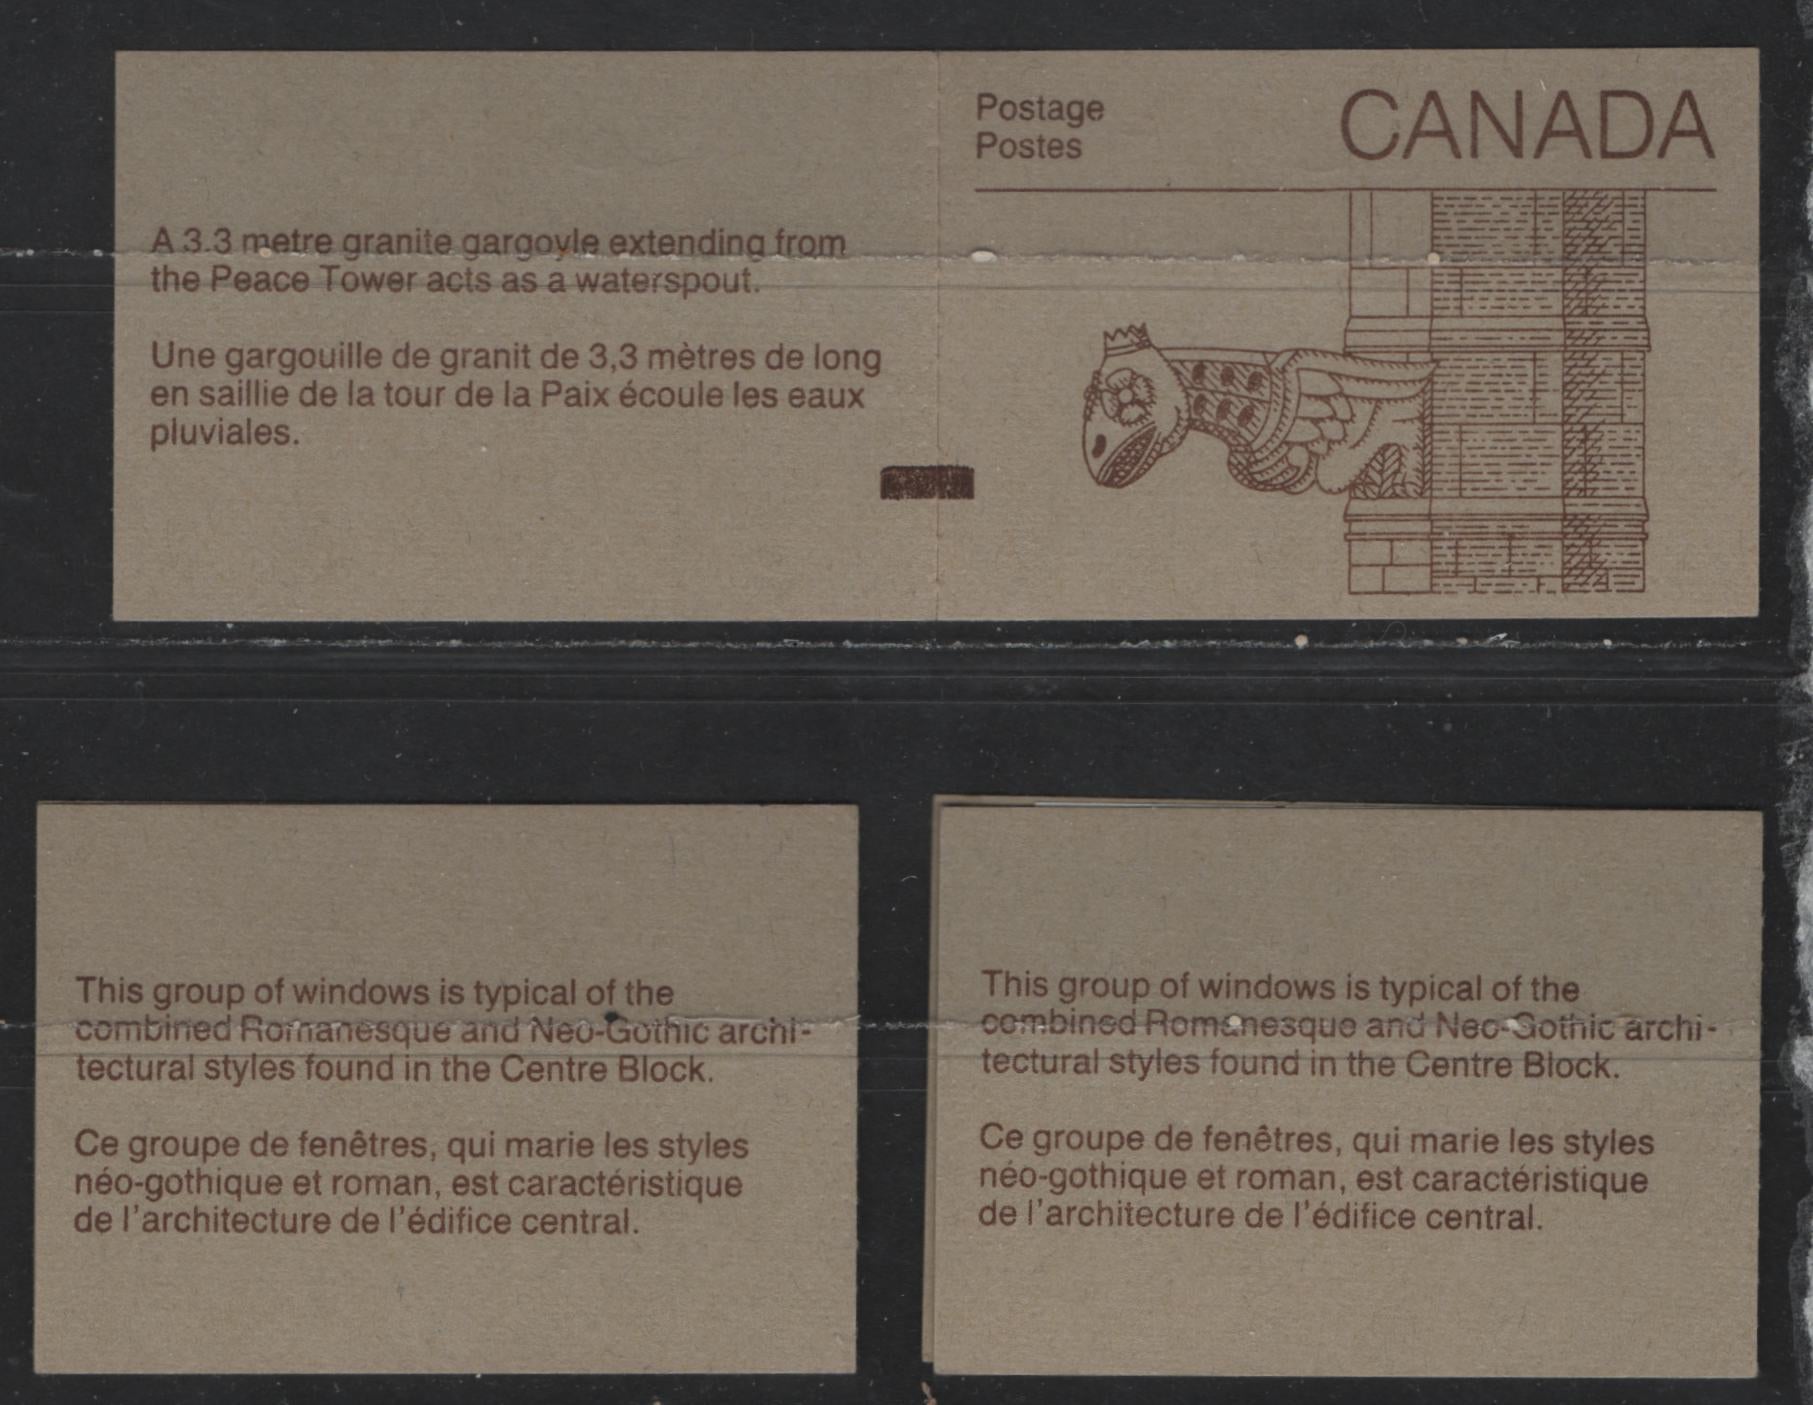 A 3.3 metre granite gargoyle extending from
the Peace Tower acts as a waterspout.
Une gargouille de granit de 3,3 mètres de long
en saillie de la tour de la Paix écoule les eaux
pluviales.
Postage
Postes
CANADA
This group of windows is typical of the
combined Romanesque and Neo-Gothic archi-
tectural styles found in the Centre Block.
Ce groupe de fenêtres, qui marie les styles
néo-gothique et roman, est caractéristique
de l'architecture de l'édifice central.
This group of windows is typical of the
combined Romanesque and Neo-Gothic archi-
tectural styles found in the Centre Block.
Ce groupe de fenêtres, qui marie les styles
néo-gothique et roman, est caractéristique
de l'architecture de l'édifice central.